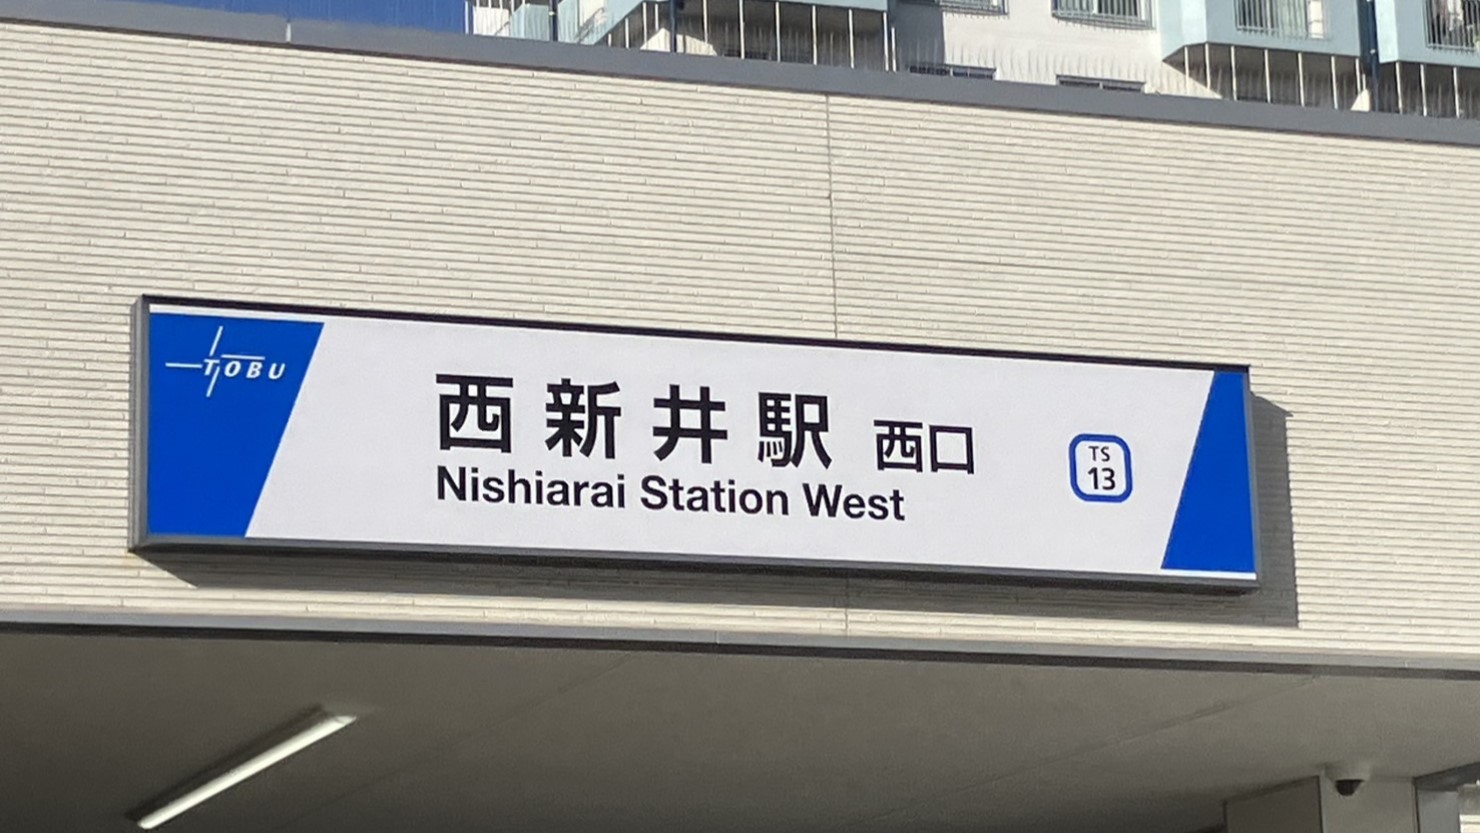 TOBU
西新井駅 西口
Nishiarai Station West
TS
13